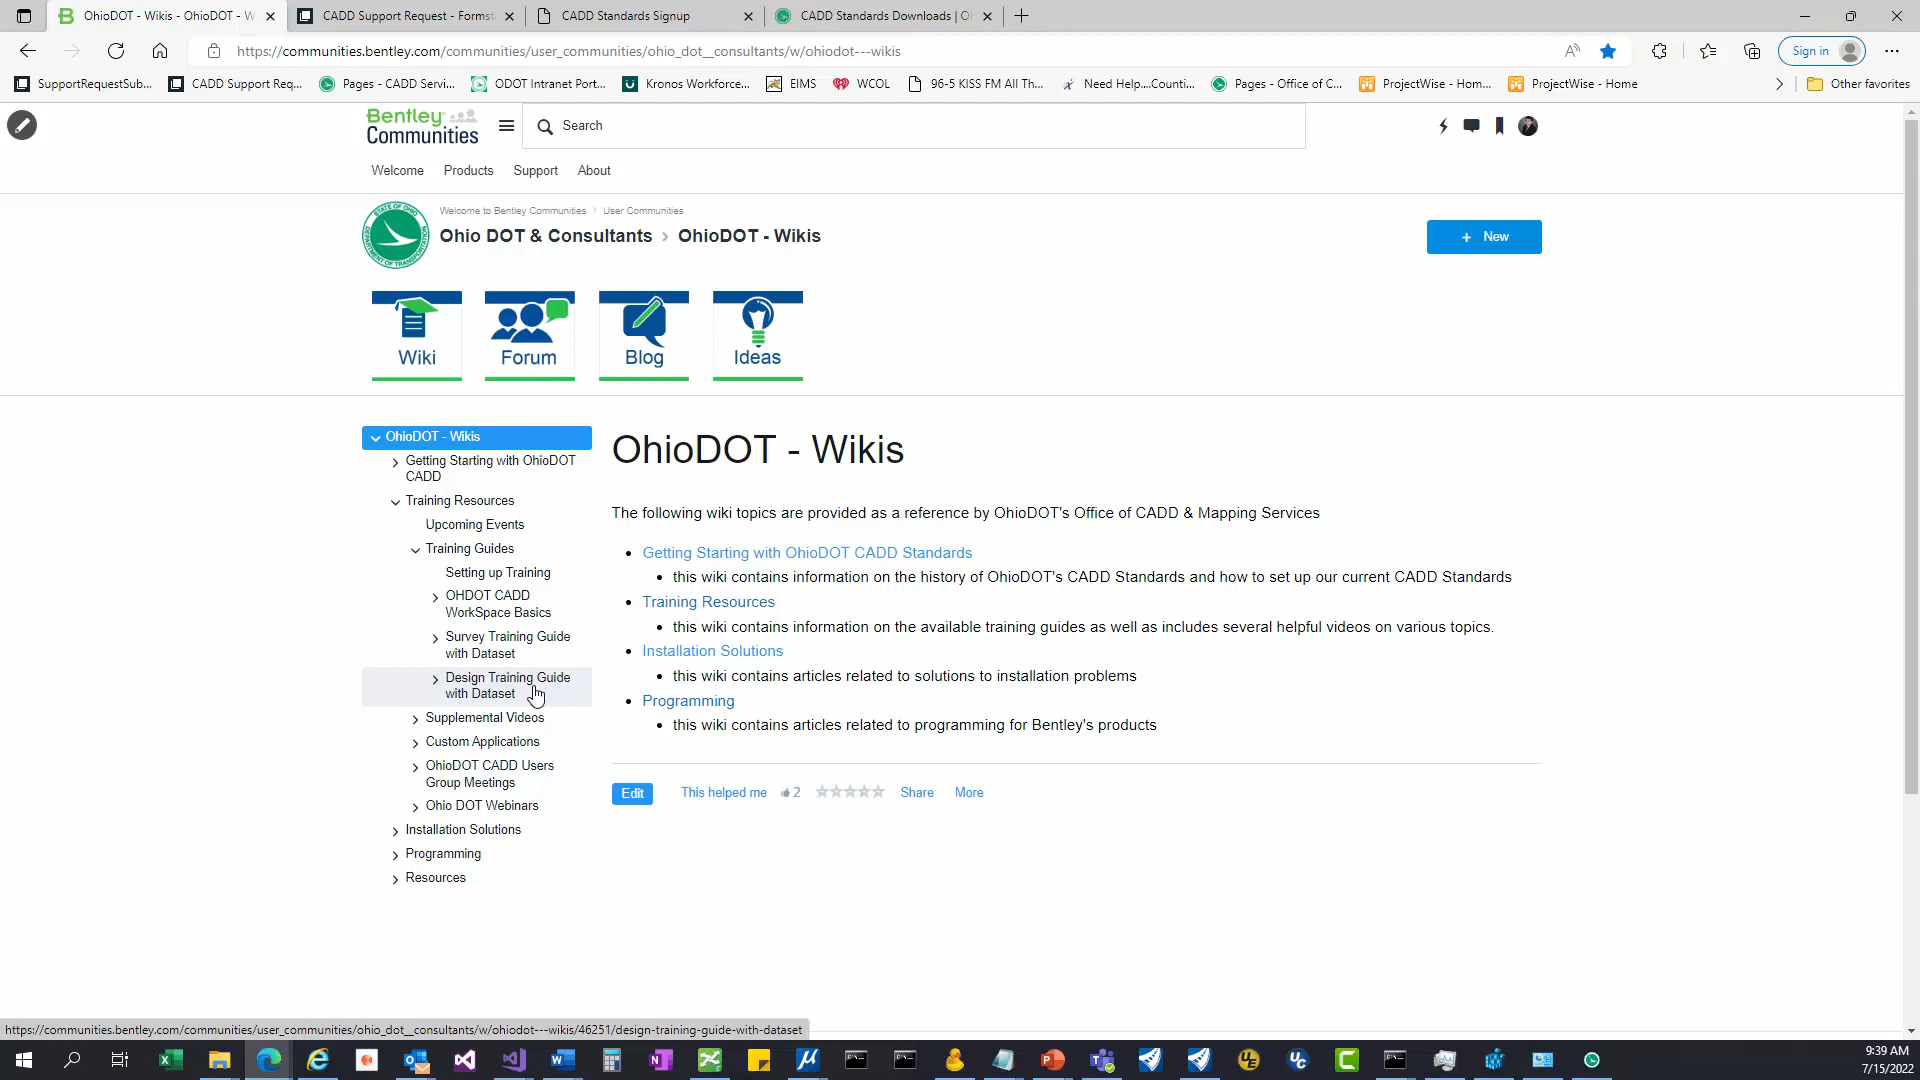 OhioDOT - Wikis - OhioDOT - W
CADD Support Request - Formst
CADD Standards Signup
CADD Standards Downloads | O
https://communities.bentley.com/communities/user_communities/ohio_dot__consultants/w/ohiodot---wikis
Sign in
SupportRequestSub...
CADD Support Req...
Pages - CADD Servi...
ODOT Intranet Port...
Kronos Workforce...
EIMS
WCOL
96-5 KISS FM All Th...
Need Help....Counti...
Pages - Office of C...
ProjectWise - Hom...
ProjectWise - Home
Other favorites
Bentley
Communities
Search
Welcome
Products
Support
About
STATE OF OHIO
DEPARTMENT OF TRANSPORTATION
Welcome to Bentley Communities › User Communities
Ohio DOT & Consultants › OhioDOT - Wikis
+ New
Wiki
Forum
Blog
Ideas
OhioDOT - Wikis
Getting Starting with OhioDOT
CADD
Training Resources
Upcoming Events
Training Guides
Setting up Training
OHDOT CADD
WorkSpace Basics
Survey Training Guide
with Dataset
Design Training Guide
with Dataset
Supplemental Videos
Custom Applications
OhioDOT CADD Users
Group Meetings
Ohio DOT Webinars
Installation Solutions
Programming
Resources
OhioDOT - Wikis
The following wiki topics are provided as a reference by OhioDOT's Office of CADD & Mapping Services
Getting Starting with OhioDOT CADD Standards
this wiki contains information on the history of OhioDOT's CADD Standards and how to set up our current CADD Standards
Training Resources
this wiki contains information on the available training guides as well as includes several helpful videos on various topics.
Installation Solutions
this wiki contains articles related to solutions to installation problems
Programming
this wiki contains articles related to programming for Bentley's products
Edit
This helped me
2
Share
More
https://communities.bentley.com/communities/user_communities/ohio_dot__consultants/w/ohiodot---wikis/46251/design-training-guide-with-dataset
9:39 AM
7/15/2022